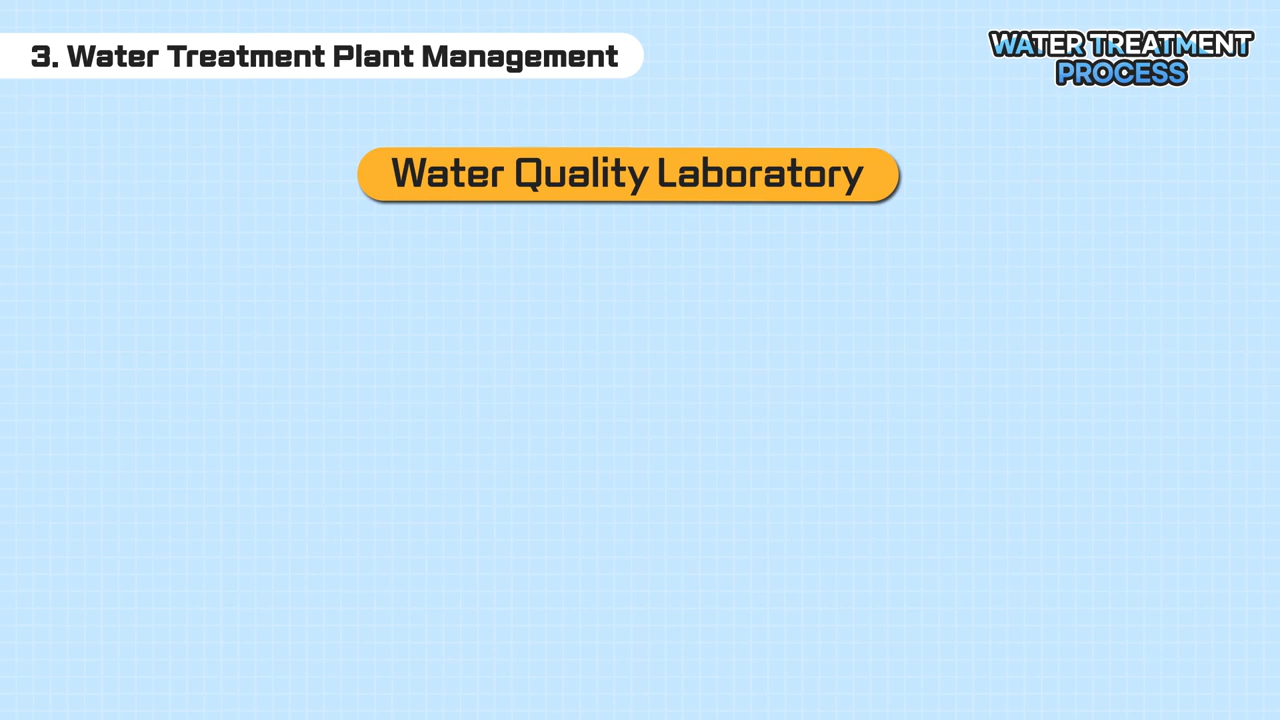 3. Water Treatment Plant Management
WATER TREATMENT
PROCESS
Water Quality Laboratory